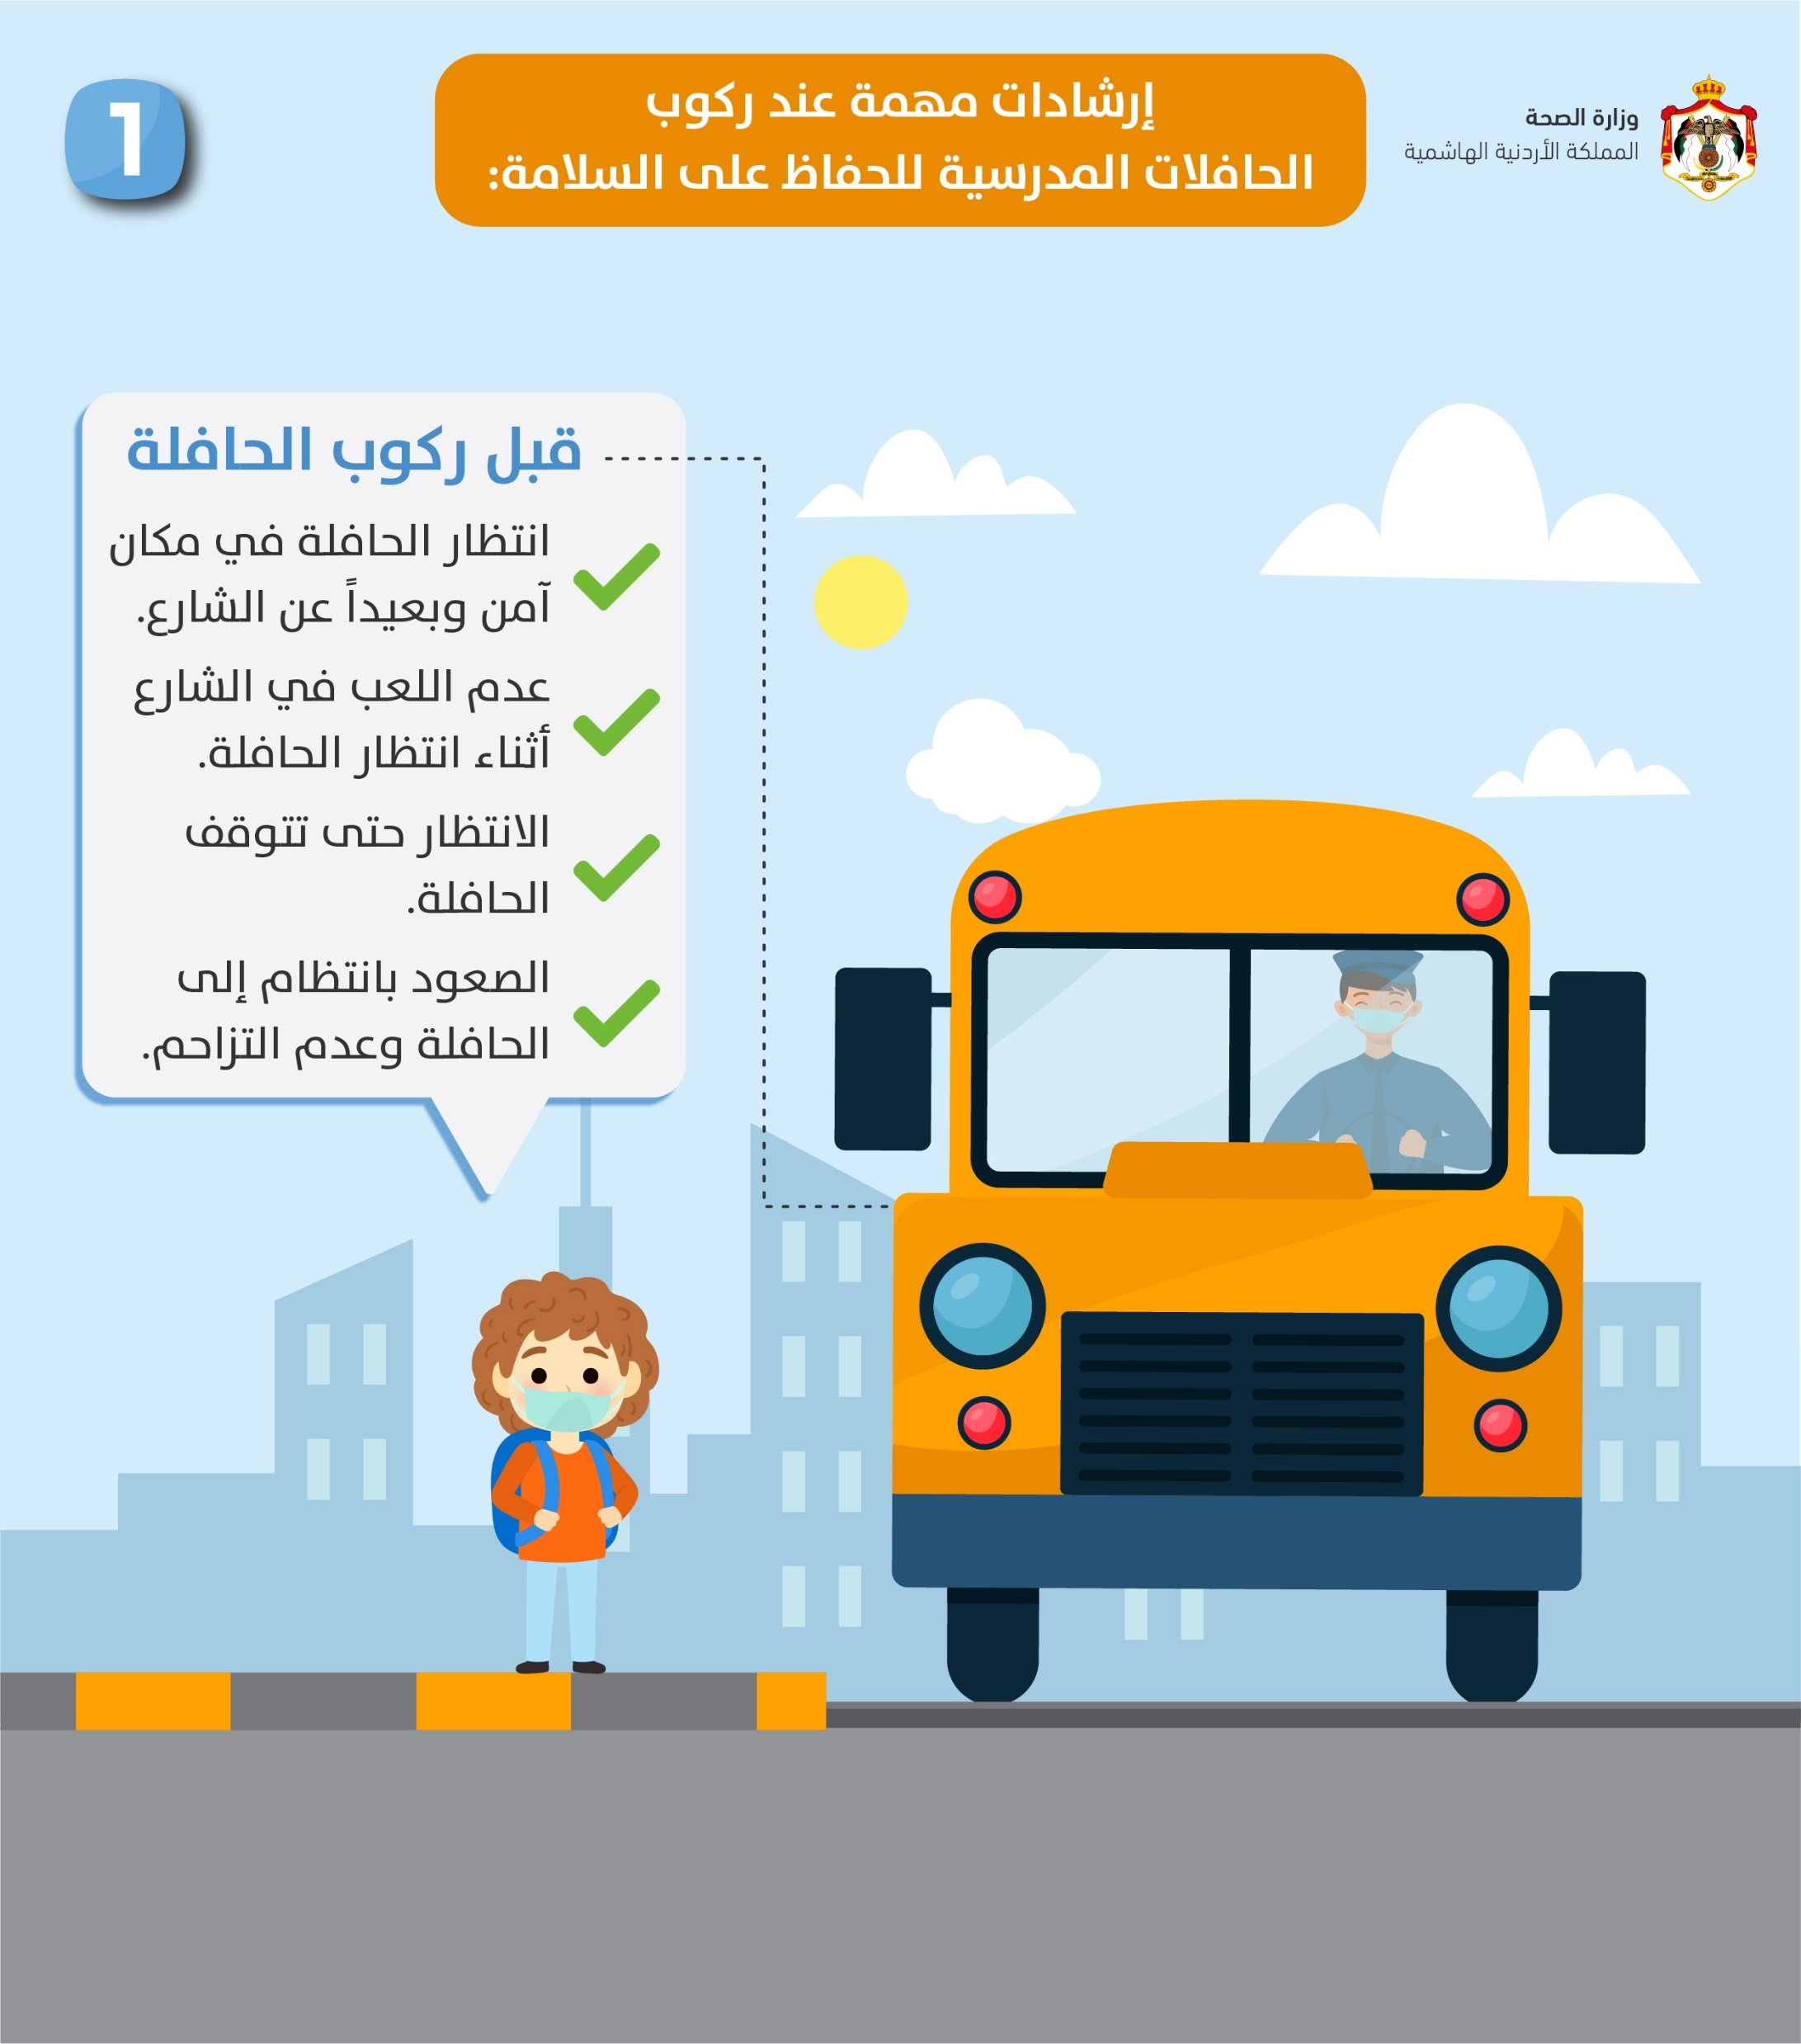 وزارة الصحة
المملكة الأردنية الهاشمية
إرشادات مهمة عند ركوب
الحافلات المدرسية للحفاظ على السلامة:
1
قبل ركوب الحافلة
انتظار الحافلة في مكان
آمن وبعيداً عن الشارع.
عدم اللعب في الشارع
أثناء انتظار الحافلة.
الانتظار حتى تتوقف
الحافلة.
الصعود بانتظام إلى
الحافلة وعدم التزاحم.